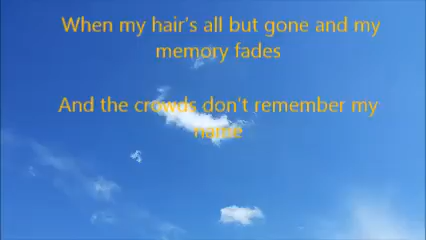 When my hair's all but gone and my
memory fades
And the crowds don't remember my
name